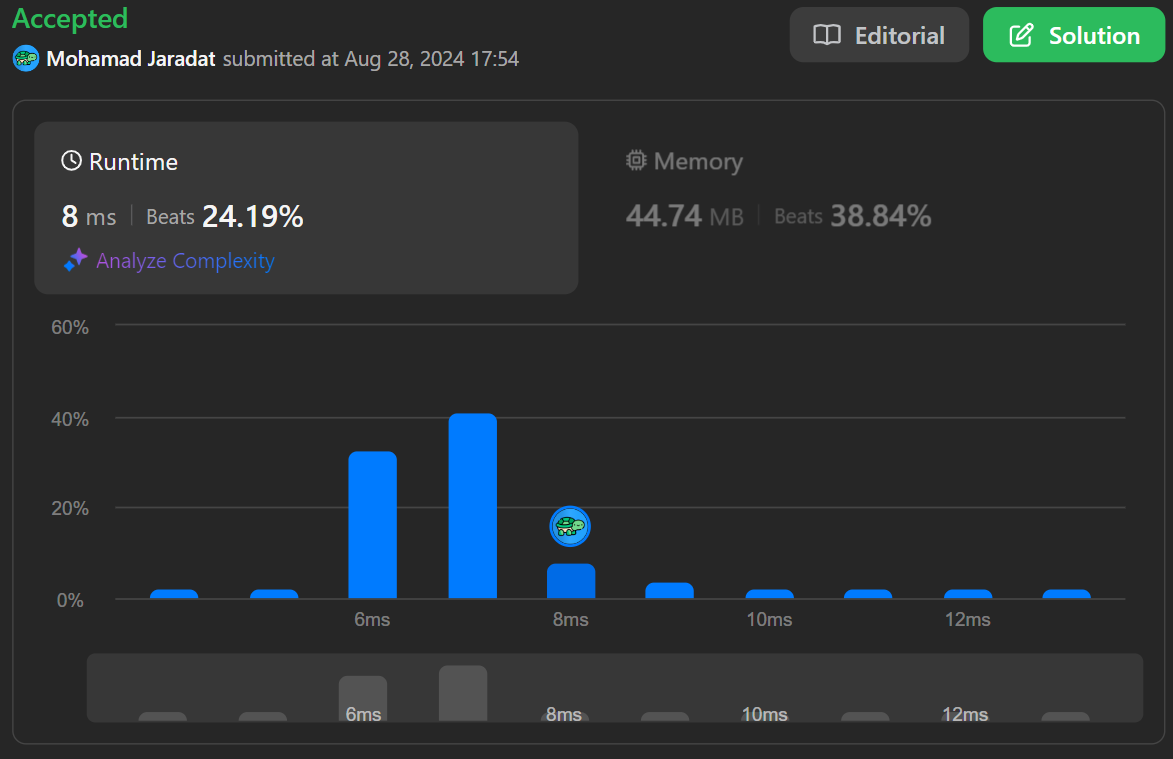 Accepted
Editorial
Solution
Mohamad Jaradat submitted at Aug 28, 2024 17:54
Runtime
8 ms | Beats 24.19%
Analyze Complexity
Memory
44.74 MB | Beats 38.84%
60%
40%
20%
0%
6ms 8ms 10ms 12ms
6ms 8ms 10ms 12ms